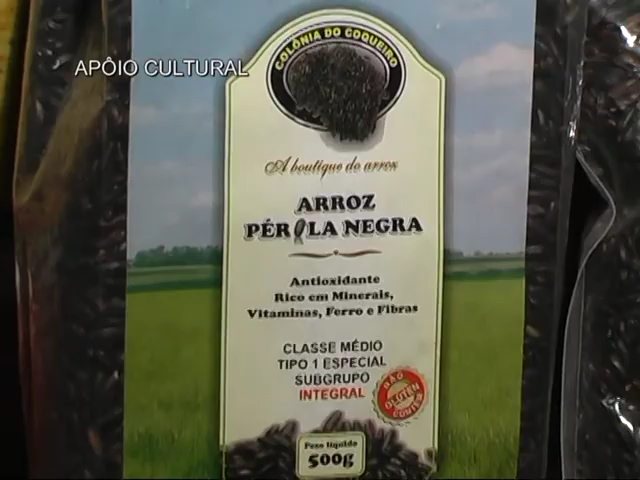 APÔIO CULTURAL
COLÔNIA DO COQUEIRO
A boutique do arroz
ARROZ
PÉROLA NEGRA
Antioxidante
Rico em Minerais,
Vitaminas, Ferro e Fibras
CLASSE MÉDIO
TIPO 1 ESPECIAL
SUBGRUPO
INTEGRAL
NÃO
GLUTEN
CONTÉM
Peso líquido
500g